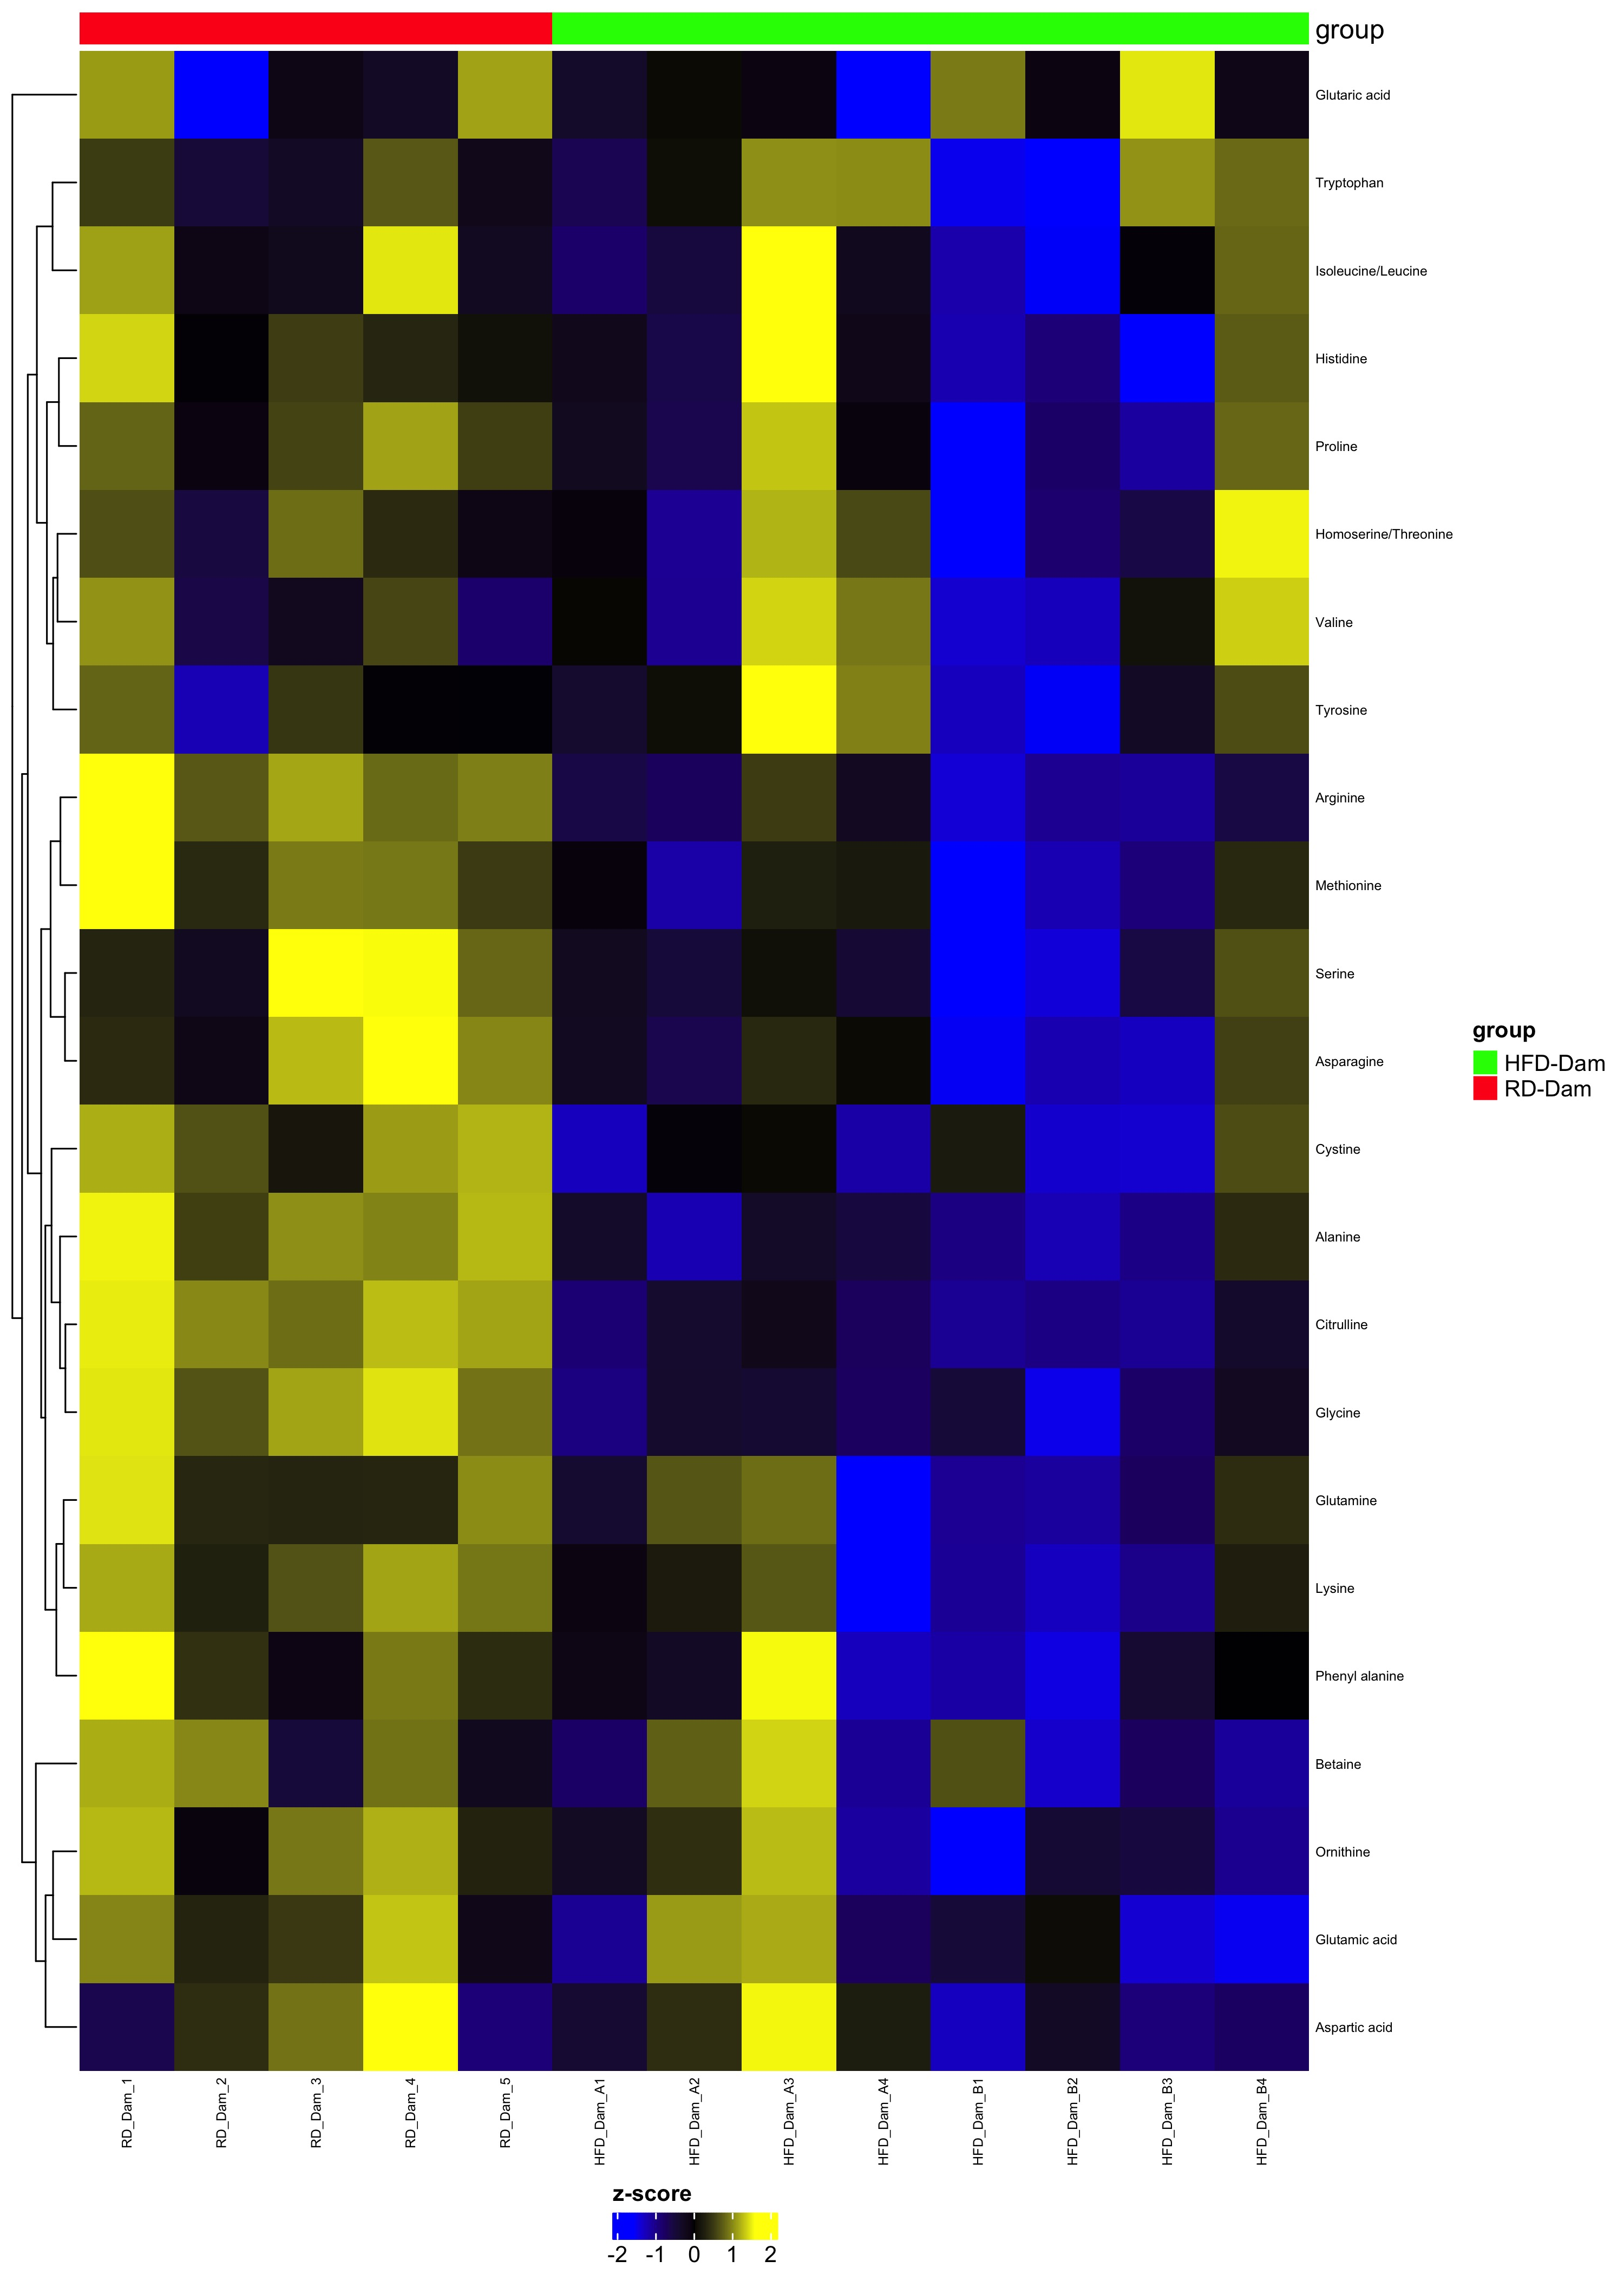 group
Glutaric acid
Tryptophan
Isoleucine/Leucine
Histidine
Proline
Homoserine/Threonine
Valine
Tyrosine
Arginine
Methionine
Serine
Asparagine
Cystine
Alanine
Citrulline
Glycine
Glutamine
Lysine
Phenyl alanine
Betaine
Ornithine
Glutamic acid
Aspartic acid
group
HFD-Dam
RD-Dam
RD_Dam_1
RD_Dam_2
RD_Dam_3
RD_Dam_4
RD_Dam_5
HFD_Dam_A1
HFD_Dam_A2
HFD_Dam_A3
HFD_Dam_A4
HFD_Dam_B1
HFD_Dam_B2
HFD_Dam_B3
HFD_Dam_B4
z-score
-2 -1 0 1 2